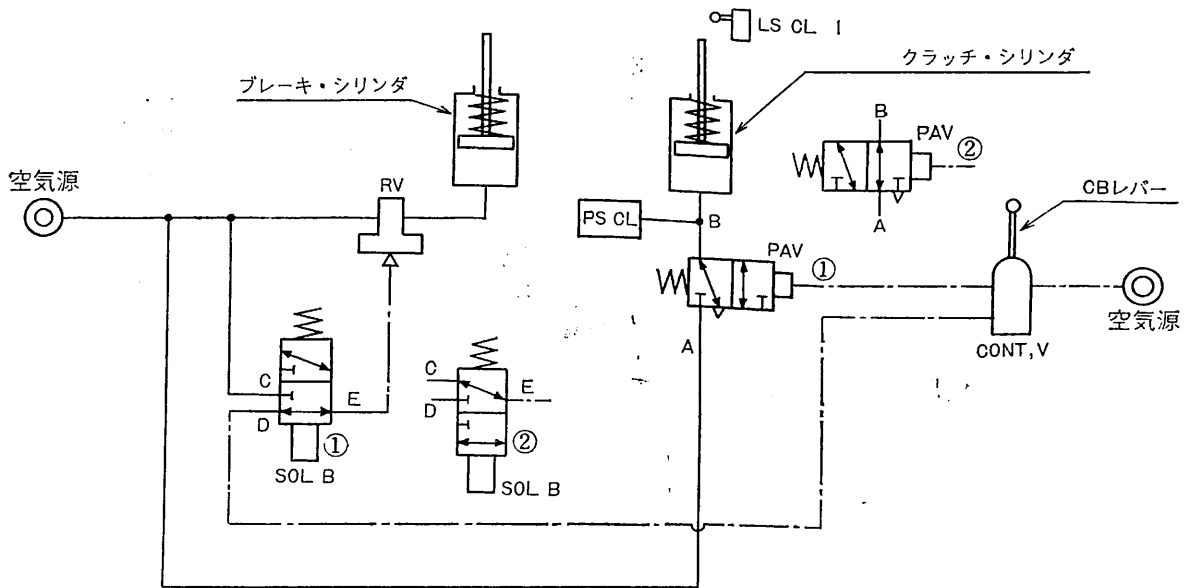 LS CL 1
ブレーキ・シリンダ
クラッチ・シリンダ
B
PAV
②
空気源
RV
CBレバー
PS CL
B
A
PAV
①
空気源
C
E
C
E
A
CONT,V
D
D
①
②
SOL B
SOL B